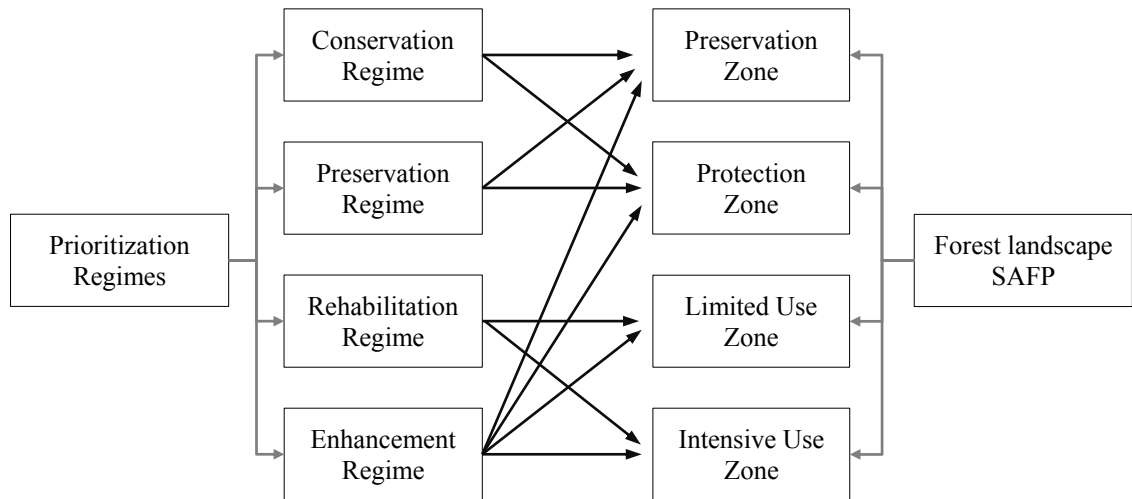 Prioritization
Regimes
Conservation
Regime
Preservation
Regime
Rehabilitation
Regime
Enhancement
Regime
Preservation
Zone
Protection
Zone
Limited Use
Zone
Intensive Use
Zone
Forest landscape
SAFP